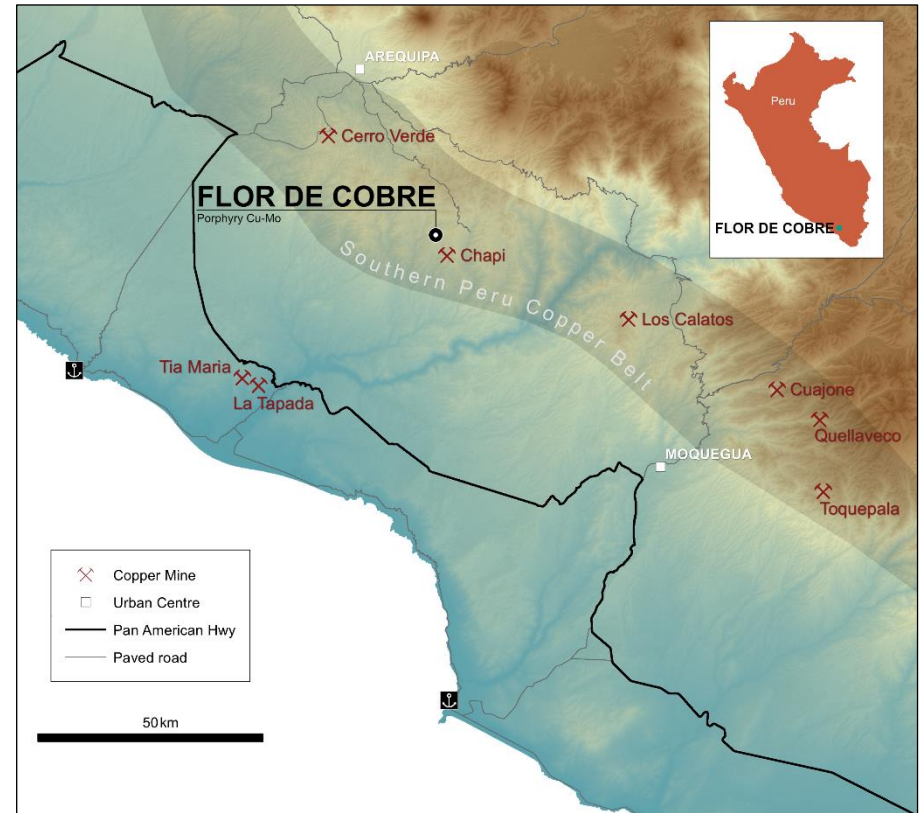 AREQUIPA
Cerro Verde
FLOR DE COBRE
Porphyry Cu-Mo
Chapi
Southern Peru Copper Belt
Los Calatos
Tia Maria
La Tapada
Cuajone
Quellaveco
MOQUEGUA
Toquepala
Peru
FLOR DE COBRE
Copper Mine
Urban Centre
Pan American Hwy
Paved road
50km